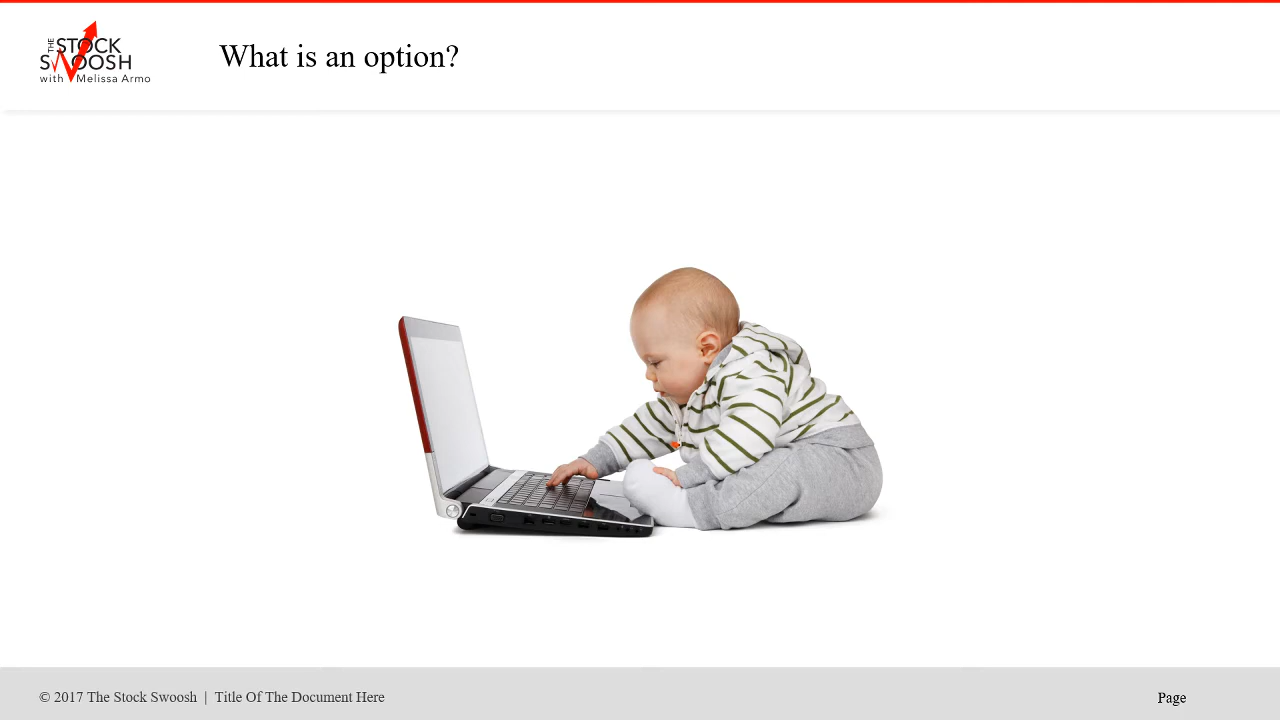 THE STOCK
SWOOSH
with Melissa Armo
What is an option?
© 2017 The Stock Swoosh | Title Of The Document Here
Page